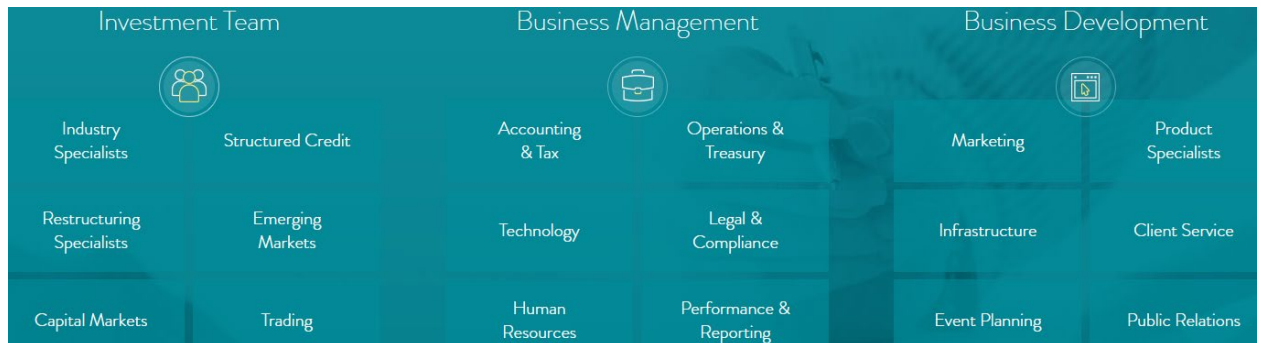 Investment Team
Business Management
Business Development
Industry
Specialists
Structured Credit
Accounting
& Tax
Operations &
Treasury
Marketing
Product
Specialists
Restructuring
Specialists
Emerging
Markets
Technology
Legal &
Compliance
Infrastructure
Client Service
Capital Markets
Trading
Human
Resources
Performance &
Reporting
Event Planning
Public Relations